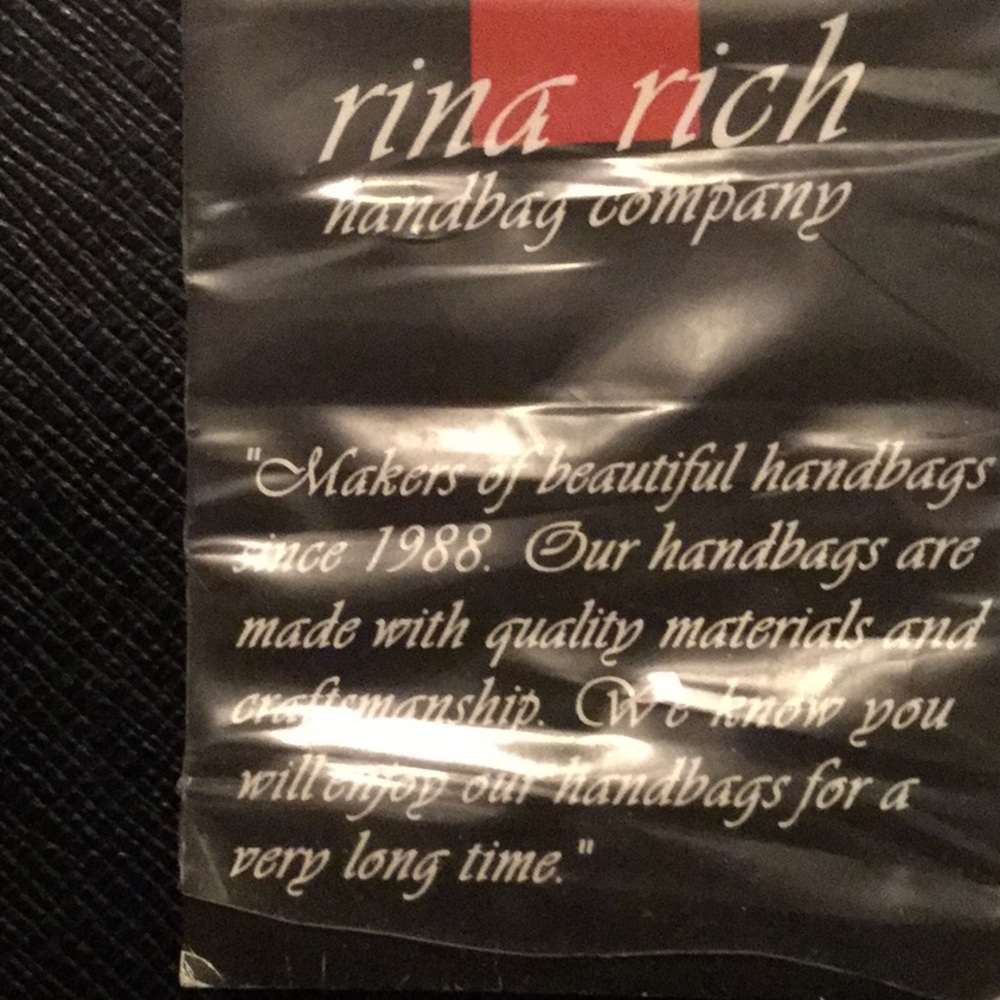 rina rich
handbag company
"Makers of beautiful handbags
since 1988. Our handbags are
made with quality materials and
craftsmanship. We know you
will enjoy our handbags for a
very long time."